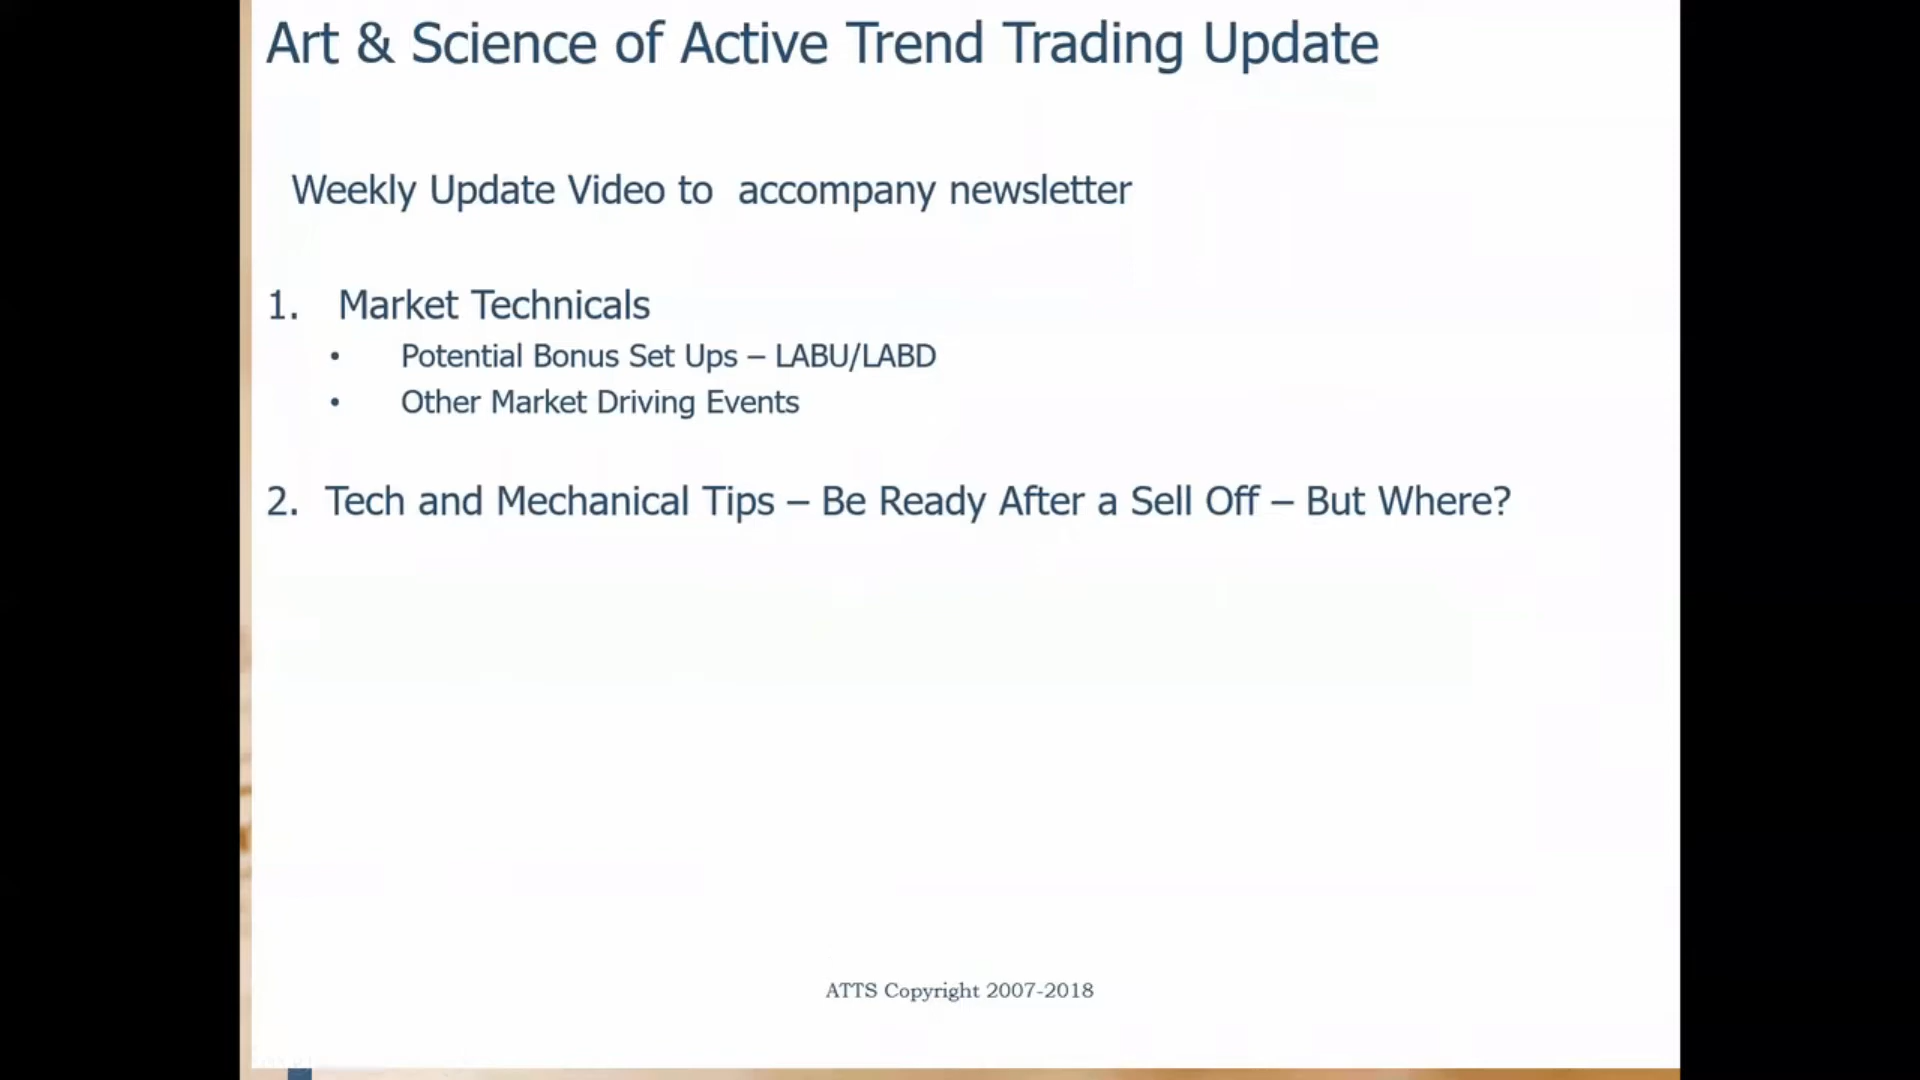 Art & Science of Active Trend Trading Update
Weekly Update Video to  accompany newsletter
1. Market Technicals
• Potential Bonus Set Ups – LABU/LABD
• Other Market Driving Events
2. Tech and Mechanical Tips – Be Ready After a Sell Off – But Where?
ATTS Copyright 2007-2018